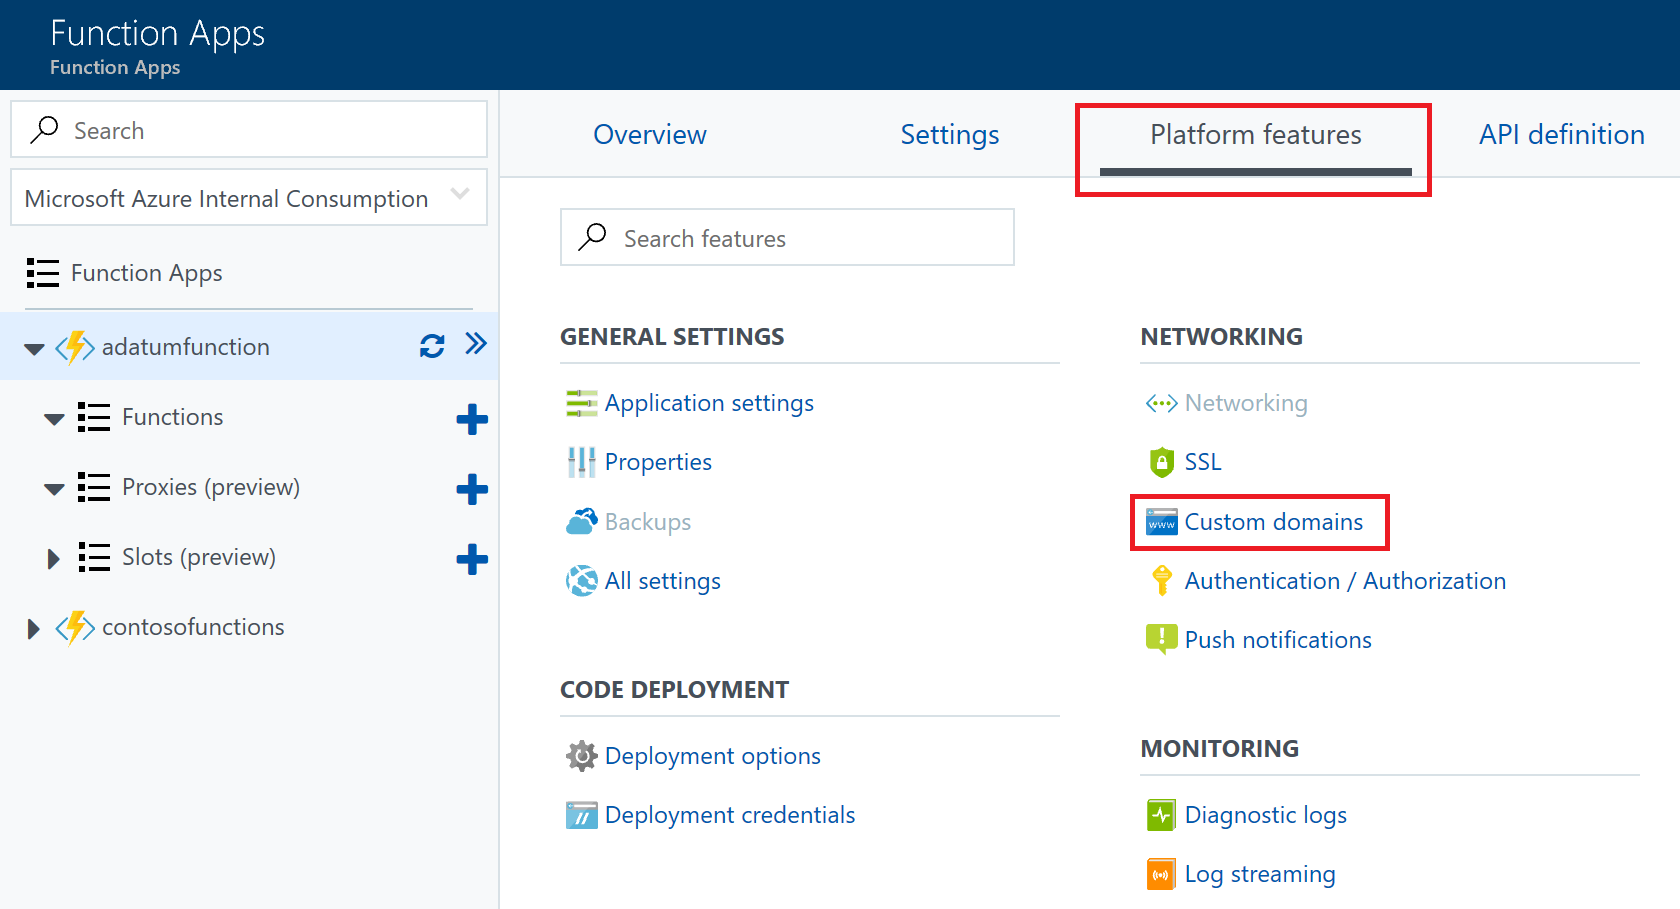 Function Apps
Function Apps
Search
Microsoft Azure Internal Consumption
Function Apps
adatumfunction
Functions
Proxies (preview)
Slots (preview)
contosofunctions
Overview
Settings
Platform features
API definition
Search features
GENERAL SETTINGS
Application settings
Properties
Backups
All settings
CODE DEPLOYMENT
Deployment options
Deployment credentials
NETWORKING
Networking
SSL
www
Custom domains
Authentication / Authorization
Push notifications
MONITORING
Diagnostic logs
Log streaming